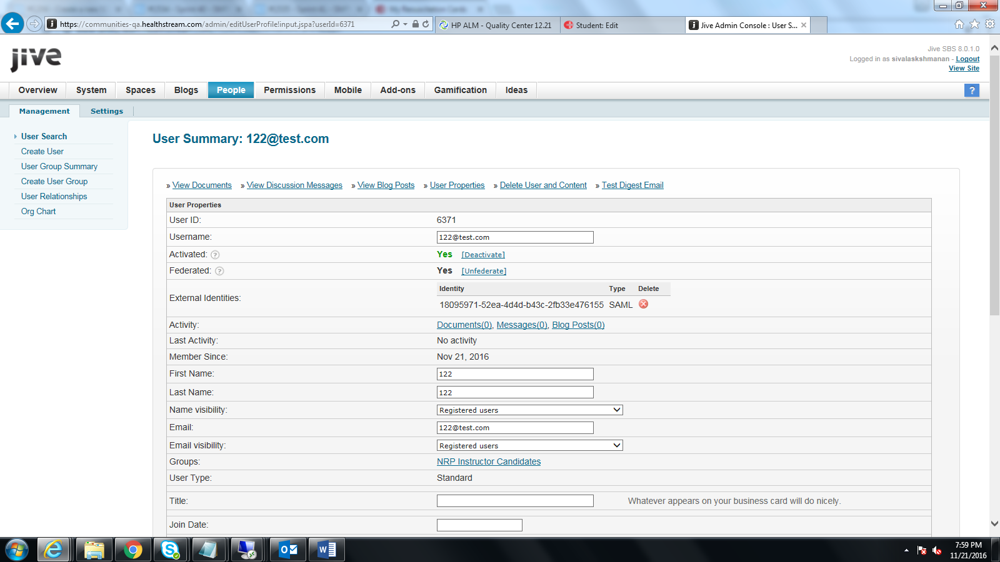 https://communities-qa.healthstream.com/admin/editUserProfile!input.jspa?userId=6371
HP ALM - Quality Center 12.21
Student: Edit
Jive Admin Console : User S...
jive
Jive SBS 8.0.1.0
Logged in as sivalaskshmanan - Logout
View Site
Overview System Spaces Blogs People Permissions Mobile Add-ons Gamification Ideas ?
Management Settings
User Search
Create User
User Group Summary
Create User Group
User Relationships
Org Chart
User Summary: 122@test.com
» View Documents » View Discussion Messages » View Blog Posts » User Properties » Delete User and Content » Test Digest Email
User Properties
User ID: 6371
Username: 122@test.com
Activated: ? Yes [Deactivate]
Federated: ? Yes [Unfederate]
External Identities:
Identity Type Delete
18095971-52ea-4d4d-b43c-2fb33e476155 SAML
Activity: Documents(0), Messages(0), Blog Posts(0)
Last Activity: No activity
Member Since: Nov 21, 2016
First Name: 122
Last Name: 122
Name visibility: Registered users
Email: 122@test.com
Email visibility: Registered users
Groups: NRP Instructor Candidates
User Type: Standard
Title: Whatever appears on your business card will do nicely.
Join Date:
7:59 PM
11/21/2016